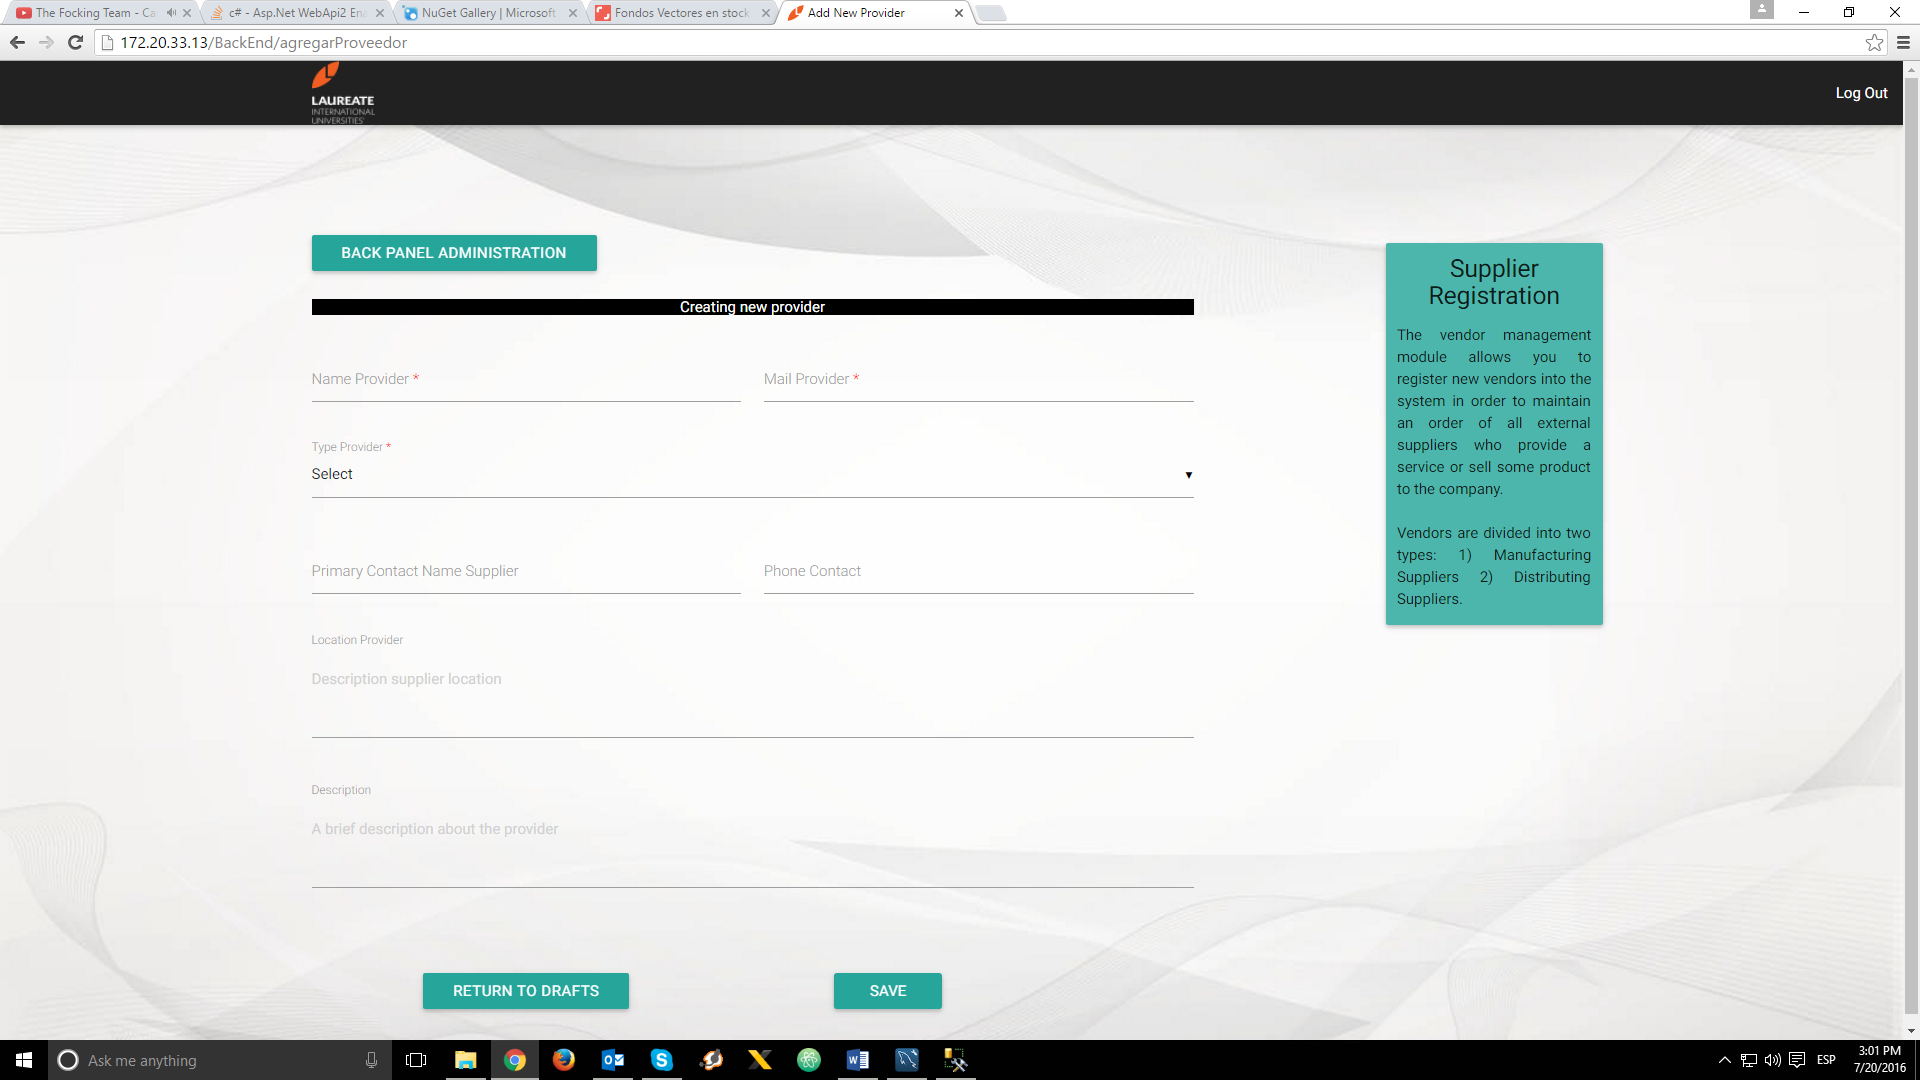 The Focking Team - Ca
c# - Asp.Net WebApi2 Ena
NuGet Gallery | Microsoft
Fondos Vectores en stock
Add New Provider
172.20.33.13/BackEnd/agregarProveedor
LAUREATE
INTERNATIONAL
UNIVERSITIES
Log Out
BACK PANEL ADMINISTRATION
Creating new provider
Name Provider *
Mail Provider *
Type Provider *
Select
Primary Contact Name Supplier
Phone Contact
Location Provider
Description supplier location
Description
A brief description about the provider
RETURN TO DRAFTS
SAVE
Supplier
Registration
The vendor management
module allows you to
register new vendors into the
system in order to maintain
an order of all external
suppliers who provide a
service or sell some product
to the company.
Vendors are divided into two
types: 1) Manufacturing
Suppliers 2) Distributing
Suppliers.
Ask me anything
ESP
3:01 PM
7/20/2016